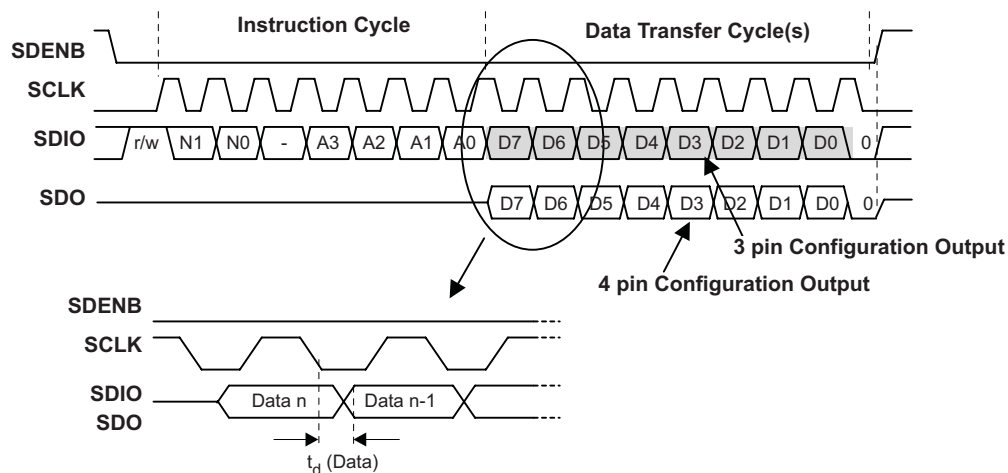 Instruction Cycle
Data Transfer Cycle(s)
SDENB
SCLK
SDIO
r/w N1 N0 - A3 A2 A1 A0 D7 D6 D5 D4 D3 D2 D1 D0 0
SDO
D7 D6 D5 D4 D3 D2 D1 D0 0
3 pin Configuration Output
4 pin Configuration Output
SDENB
SCLK
SDIO
SDO
Data n Data n-1
td (Data)